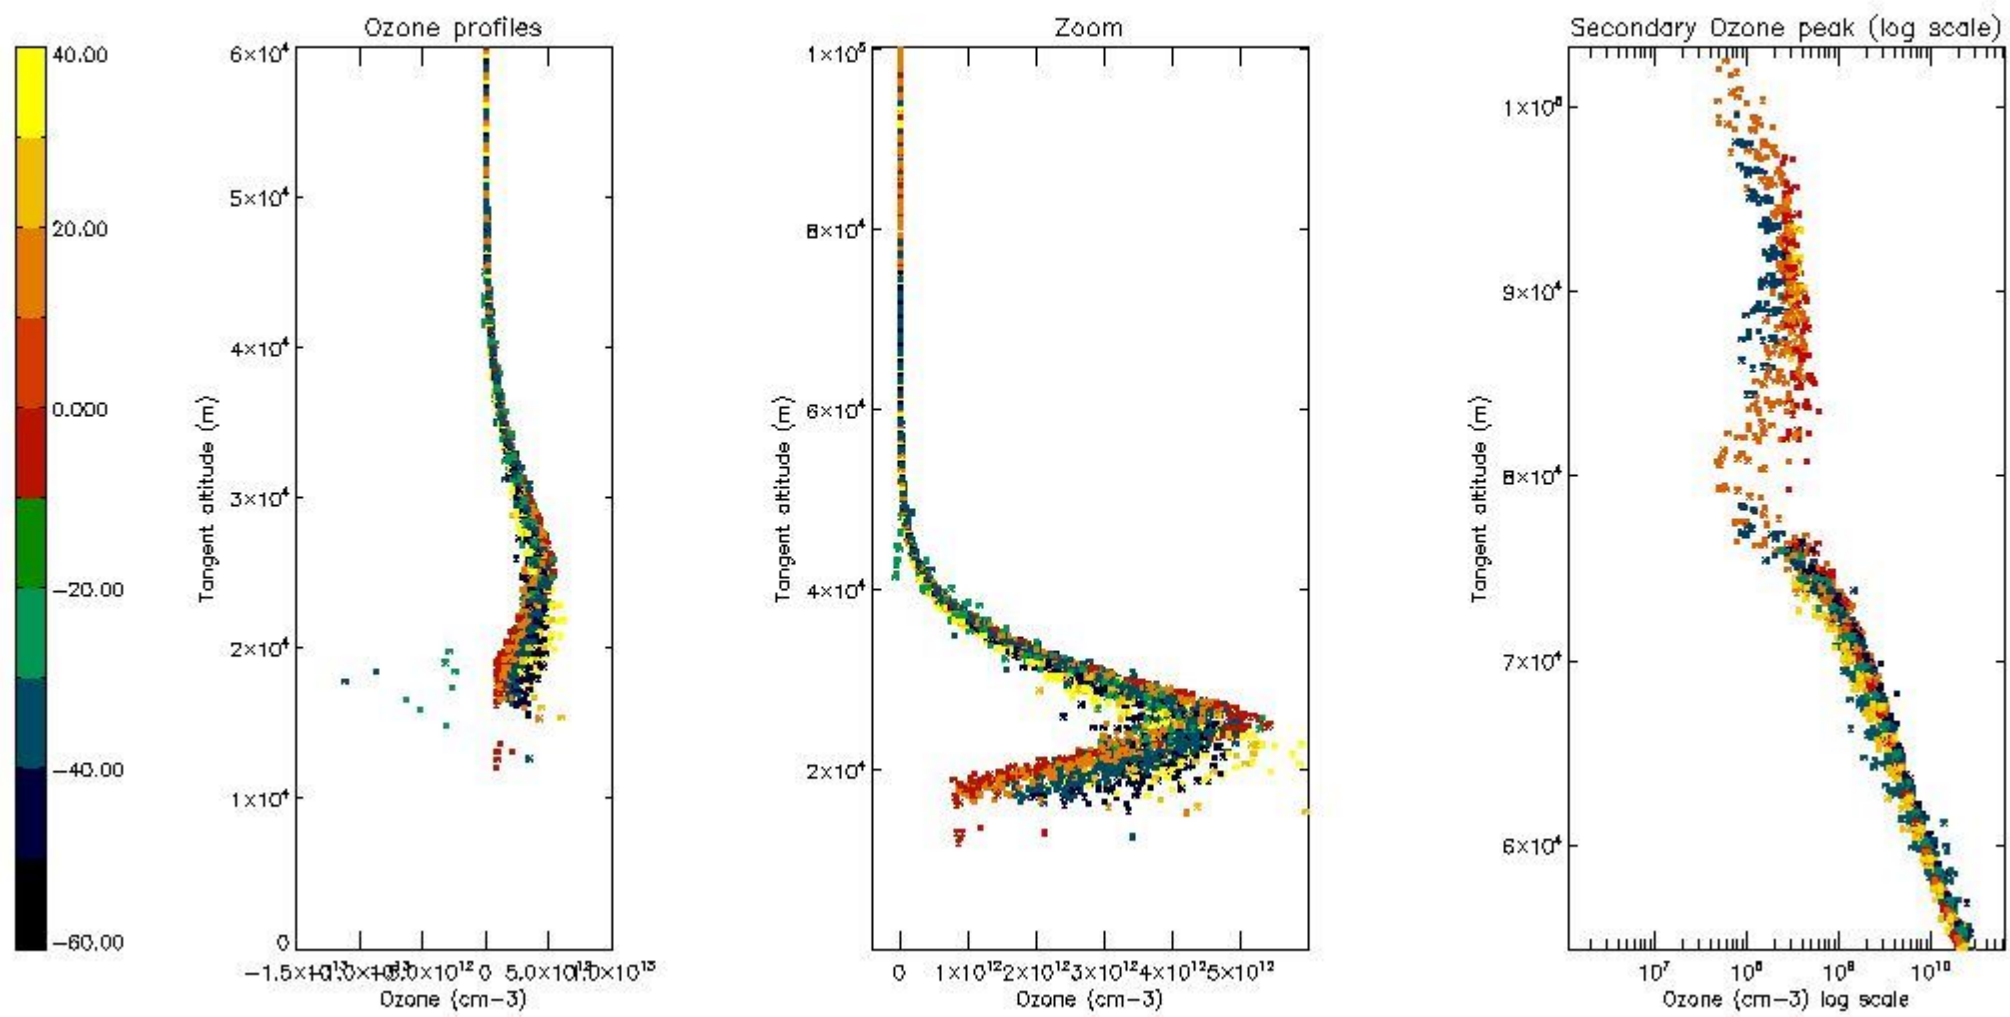 Ozone profiles
6×10⁴
5×10⁴
4×10⁴
3×10⁴
2×10⁴
1×10⁴
0
Tangent altitude (m)
0
Ozone (cm−3)
40.00
20.00
0.000
−20.00
−40.00
−60.00
Zoom
1×10⁵
8×10⁴
6×10⁴
4×10⁴
2×10⁴
Tangent altitude (m)
0 1×10¹² 2×10¹² 3×10¹² 4×10¹² 5×10¹²
Ozone (cm−3)
Secondary Ozone peak (log scale)
1×10⁵
9×10⁴
8×10⁴
7×10⁴
6×10⁴
Tangent altitude (m)
10⁷ 10⁸ 10⁹ 10¹⁰
Ozone (cm−3) log scale